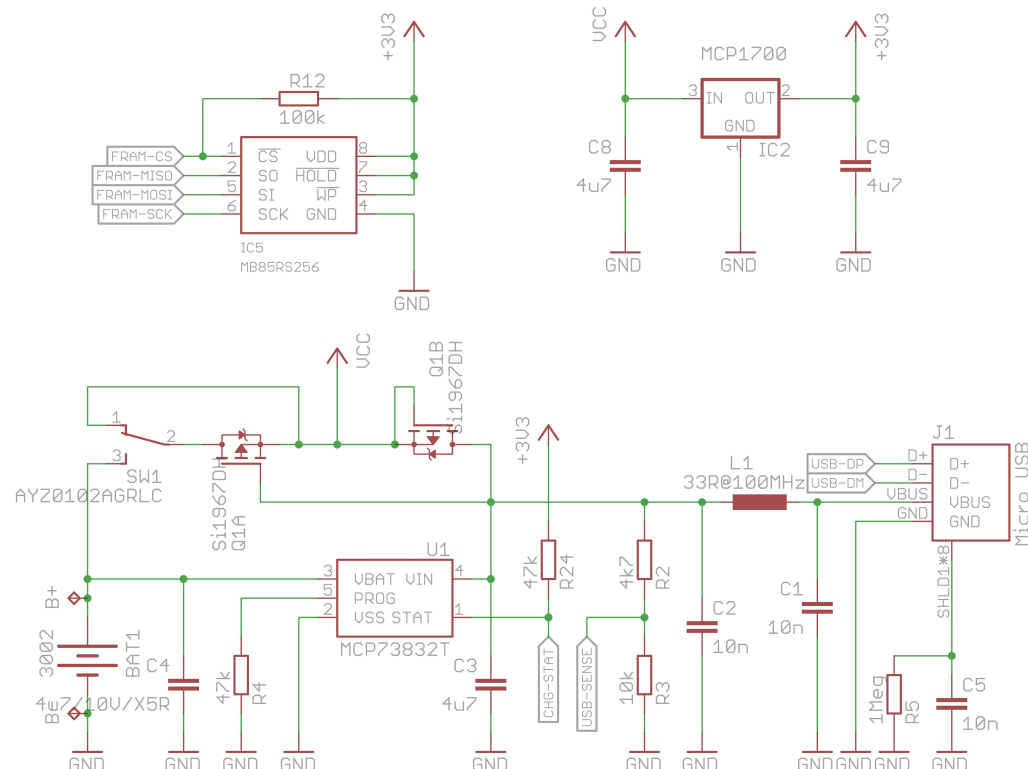 +3V3
R12
100k
FRAM-CS
FRAM-MISO
FRAM-MOSI
FRAM-SCK
1
2
5
6
CS
SO
SI
SCK
VDD
HOLD
WP
GND
8
7
3
4
IC5
MB85RS256
GND
VCC
MCP1700
+3V3
3
IN
OUT
2
GND
1
IC2
C8
4u7
C9
4u7
GND
GND
GND
VCC
1
2
3
SW1
AYZ0102AGRLC
Si1967DH
Q1A
Q1B
Si1967DH
+3V3
L1
33R@100MHz
USB-DP
USB-DM
J1
D+
D-
VBUS
GND
D+
D-
VBUS
GND
Micro USB
SHLD1*8
U1
3
5
2
VBAT
VIN
PROG
VSS
STAT
4
1
MCP73832T
47k
R24
4k7
R2
10k
R3
CHG-STAT
USB-SENSE
C2
10n
C1
10n
B+
3002
BAT1
B-
C4
4u7/10V/X5R
47k
R4
C3
4u7
1Meg
R5
C5
10n
GND
GND
GND
GND
GND
GND
GND
GND
GND
GND
GND